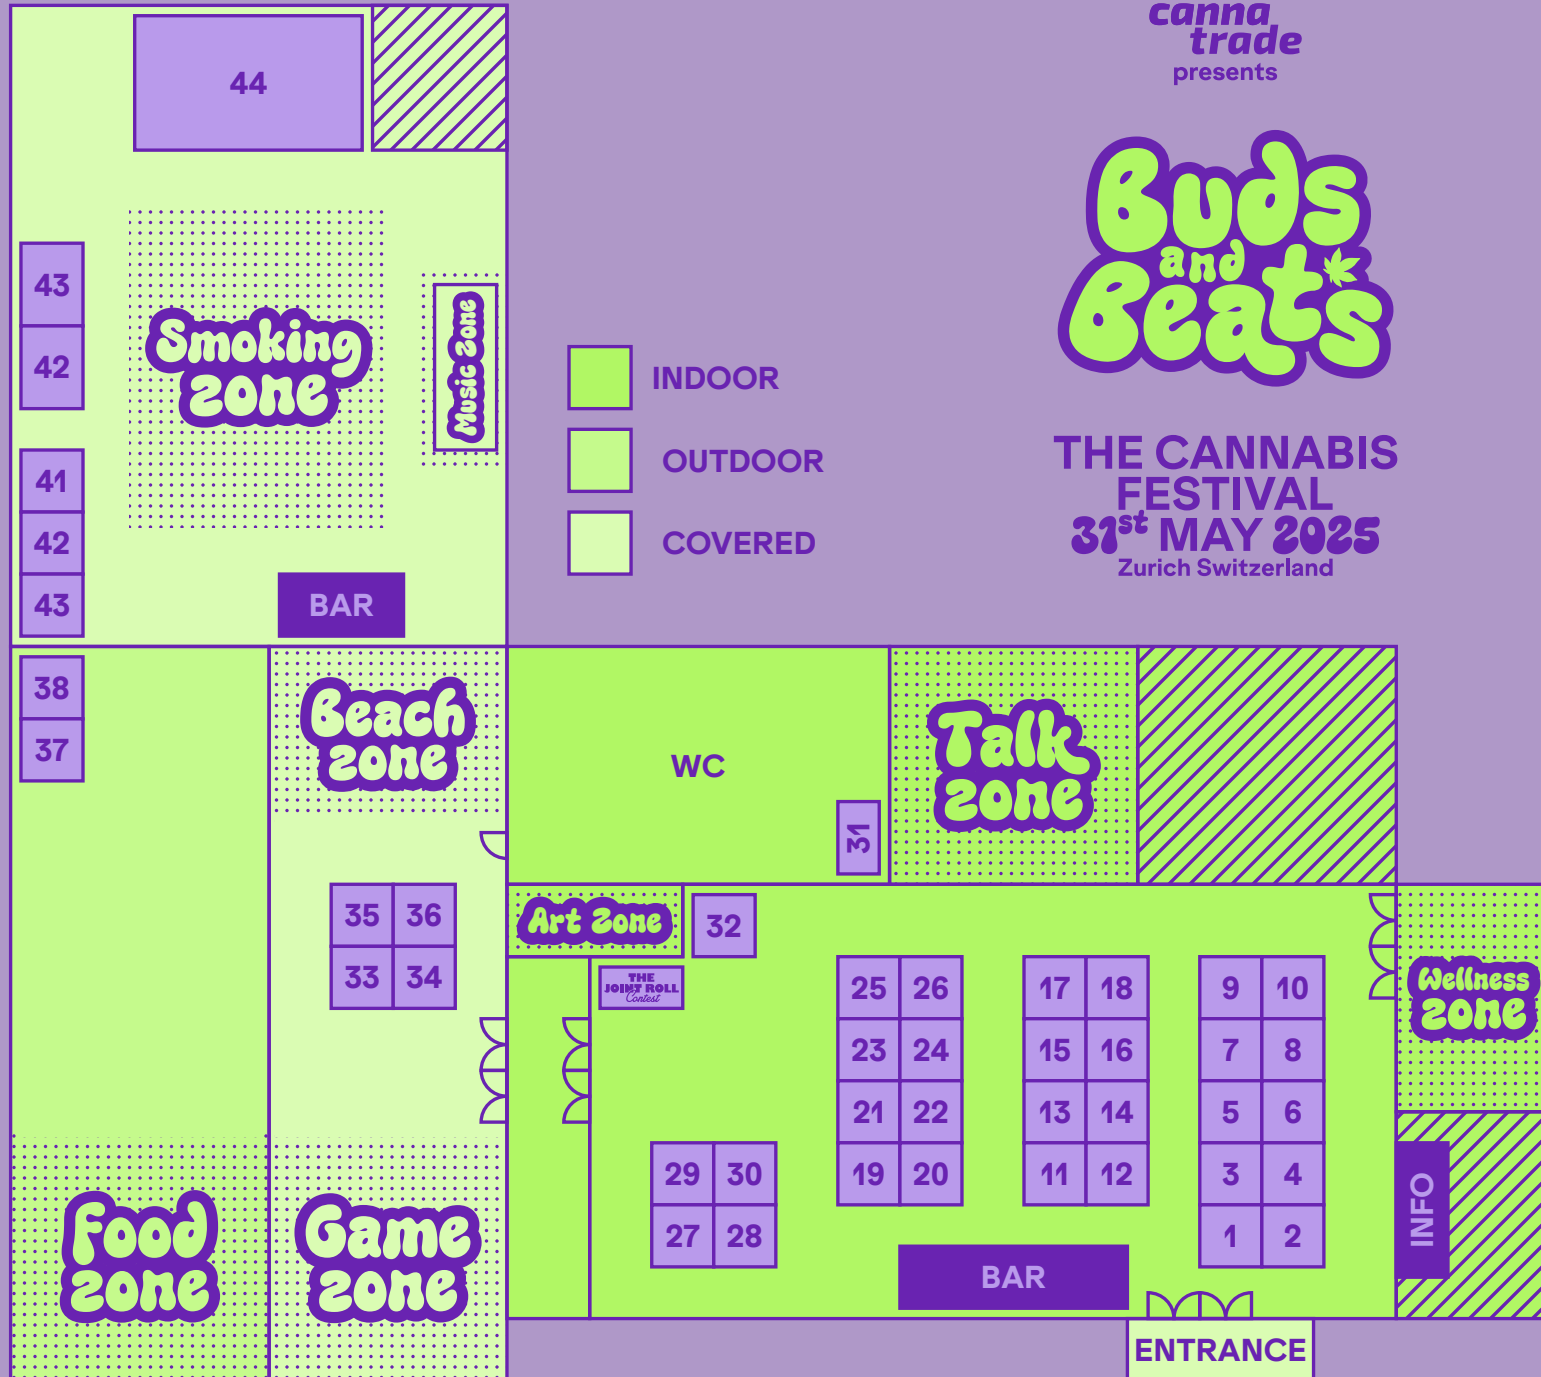 canna
trade
presents
Buds
and
Beats
THE CANNABIS
FESTIVAL
31st MAY 2025
Zurich Switzerland
INDOOR
OUTDOOR
COVERED
44
43
42
Smoking
zone
Music zone
41
42
43
BAR
38
37
Beach
zone
WC
31
Talk
zone
35 36
33 34
Art Zone
32
THE
JOINT ROLL
Contest
25 26
23 24
21 22
19 20
17 18
15 16
13 14
11 12
9 10
7 8
5 6
3 4
1 2
Wellness
zone
29 30
27 28
INFO
Food
zone
Game
zone
BAR
ENTRANCE